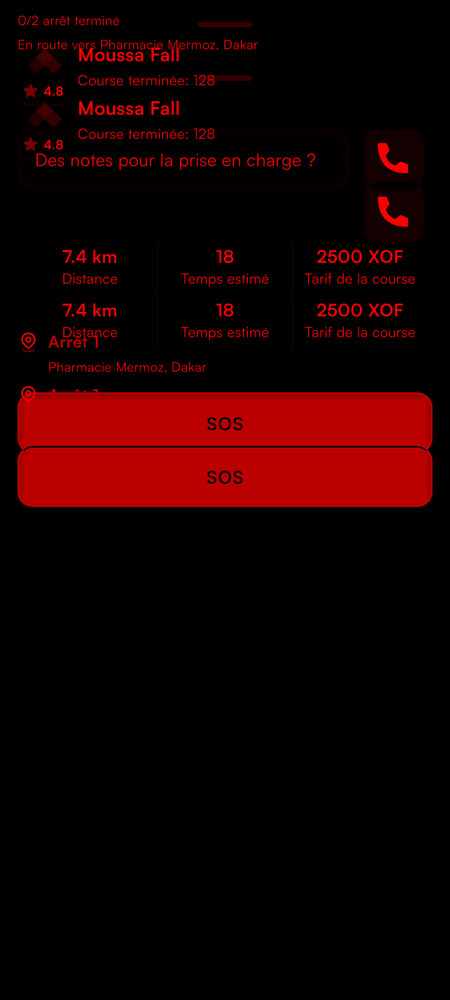 0/2 arrêt terminé
En route vers Pharmacie Mermoz, Dakar
Moussa Fall
Course terminée: 128
4.8
Moussa Fall
Course terminée: 128
4.8
Des notes pour la prise en charge ?
7.4 km 18 2500 XOF
Distance Temps estimé Tarif de la course
7.4 km 18 2500 XOF
Distance Temps estimé Tarif de la course
Arrêt 1
Pharmacie Mermoz, Dakar
SOS
SOS